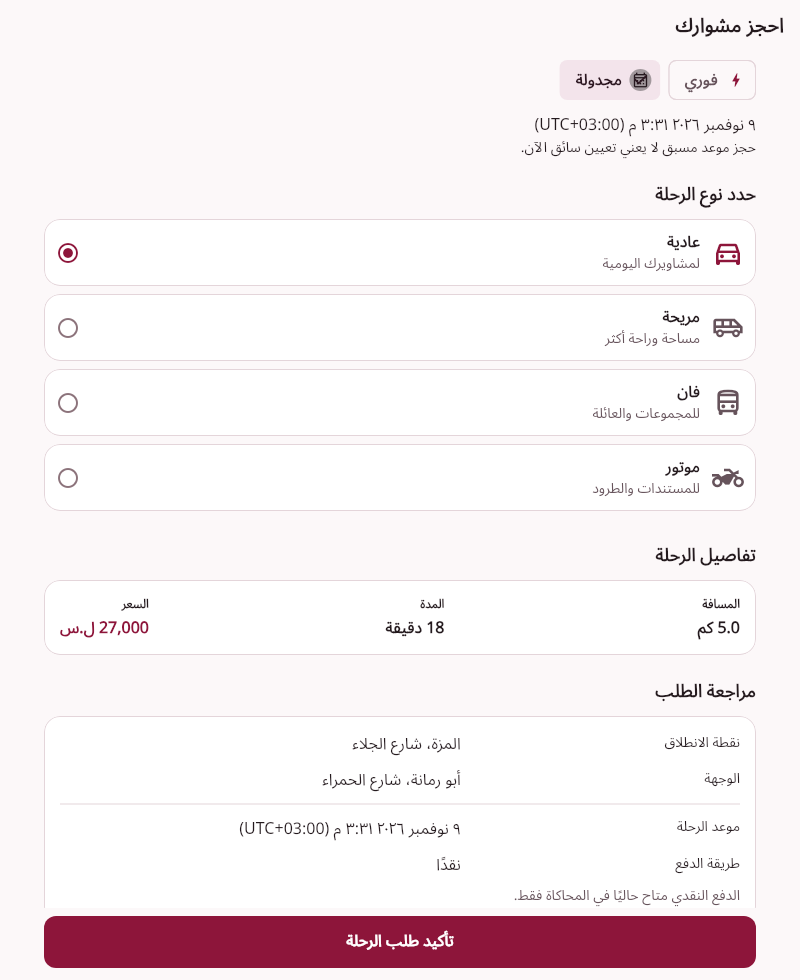 احجز مشوارك
فوري
مجدولة
٩ نوفمبر ٢٠٢٦ ٣:٣١ م (UTC+03:00)
حجز موعد مسبق لا يعني تعيين سائق الآن.
حدد نوع الرحلة
عادية
لمشاويرك اليومية
مريحة
مساحة وراحة أكثر
فان
للمجموعات والعائلة
موتور
للمستندات والطرود
تفاصيل الرحلة
المسافة
5.0 كم
المدة
18 دقيقة
السعر
27,000 ل.س
مراجعة الطلب
نقطة الانطلاق
المزة، شارع الجلاء
الوجهة
أبو رمانة، شارع الحمراء
موعد الرحلة
٩ نوفمبر ٢٠٢٦ ٣:٣١ م (UTC+03:00)
طريقة الدفع
نقدًا
الدفع النقدي متاح حاليًا في المحاكاة فقط.
تأكيد طلب الرحلة